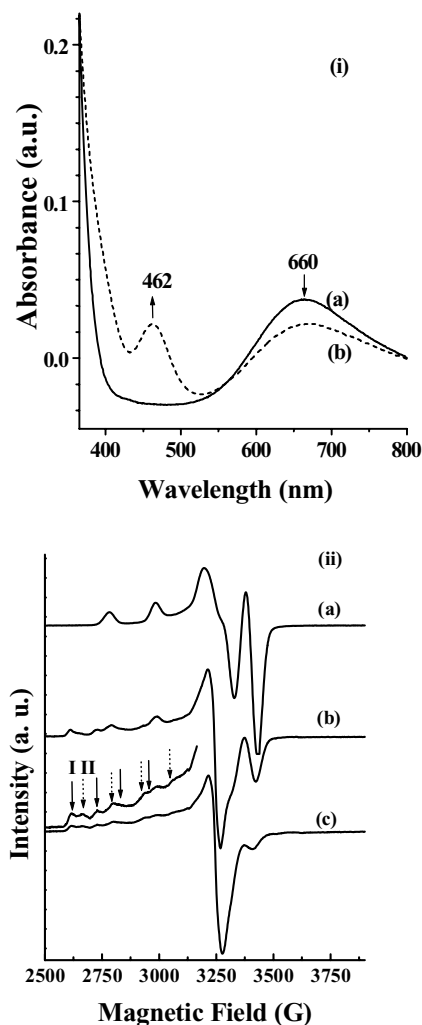 (i)
0.2
0.1
0.0
Absorbance (a.u.)
462
660
(a)
(b)
400 500 600 700 800
Wavelength (nm)
(ii)
(a)
(b)
I II
(c)
Intensity (a. u.)
2500 2750 3000 3250 3500 3750
Magnetic Field (G)